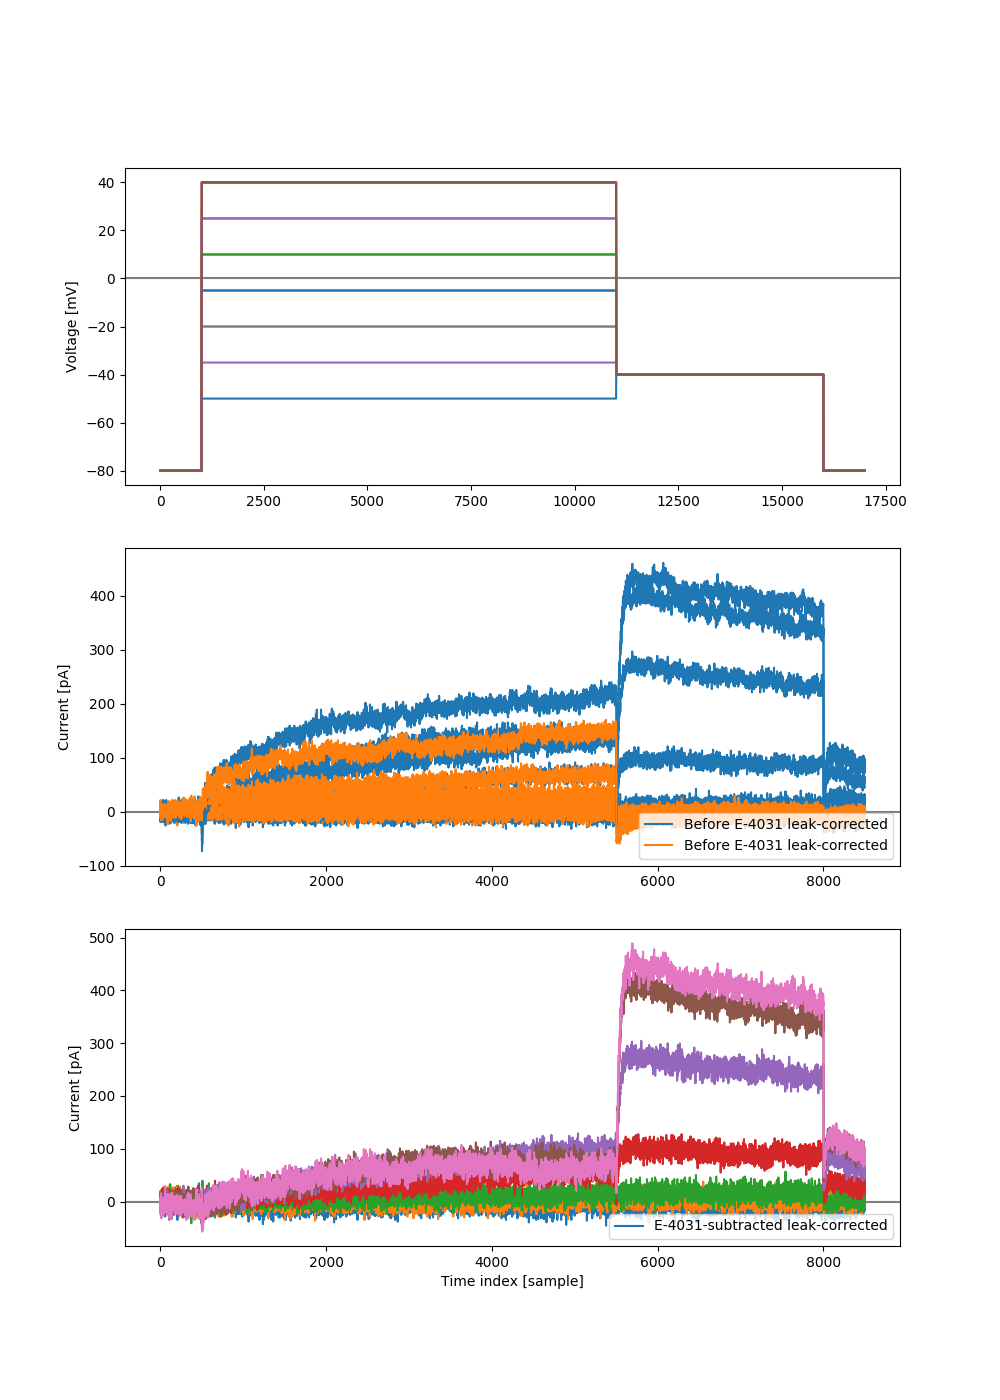 Voltage [mV]
40
20
0
−20
−40
−60
−80
0 2500 5000 7500 10000 12500 15000 17500
Current [pA]
400
300
200
100
0
−100
Before E-4031 leak-corrected
Before E-4031 leak-corrected
0 2000 4000 6000 8000
Current [pA]
500
400
300
200
100
0
E-4031-subtracted leak-corrected
0 2000 4000 6000 8000
Time index [sample]